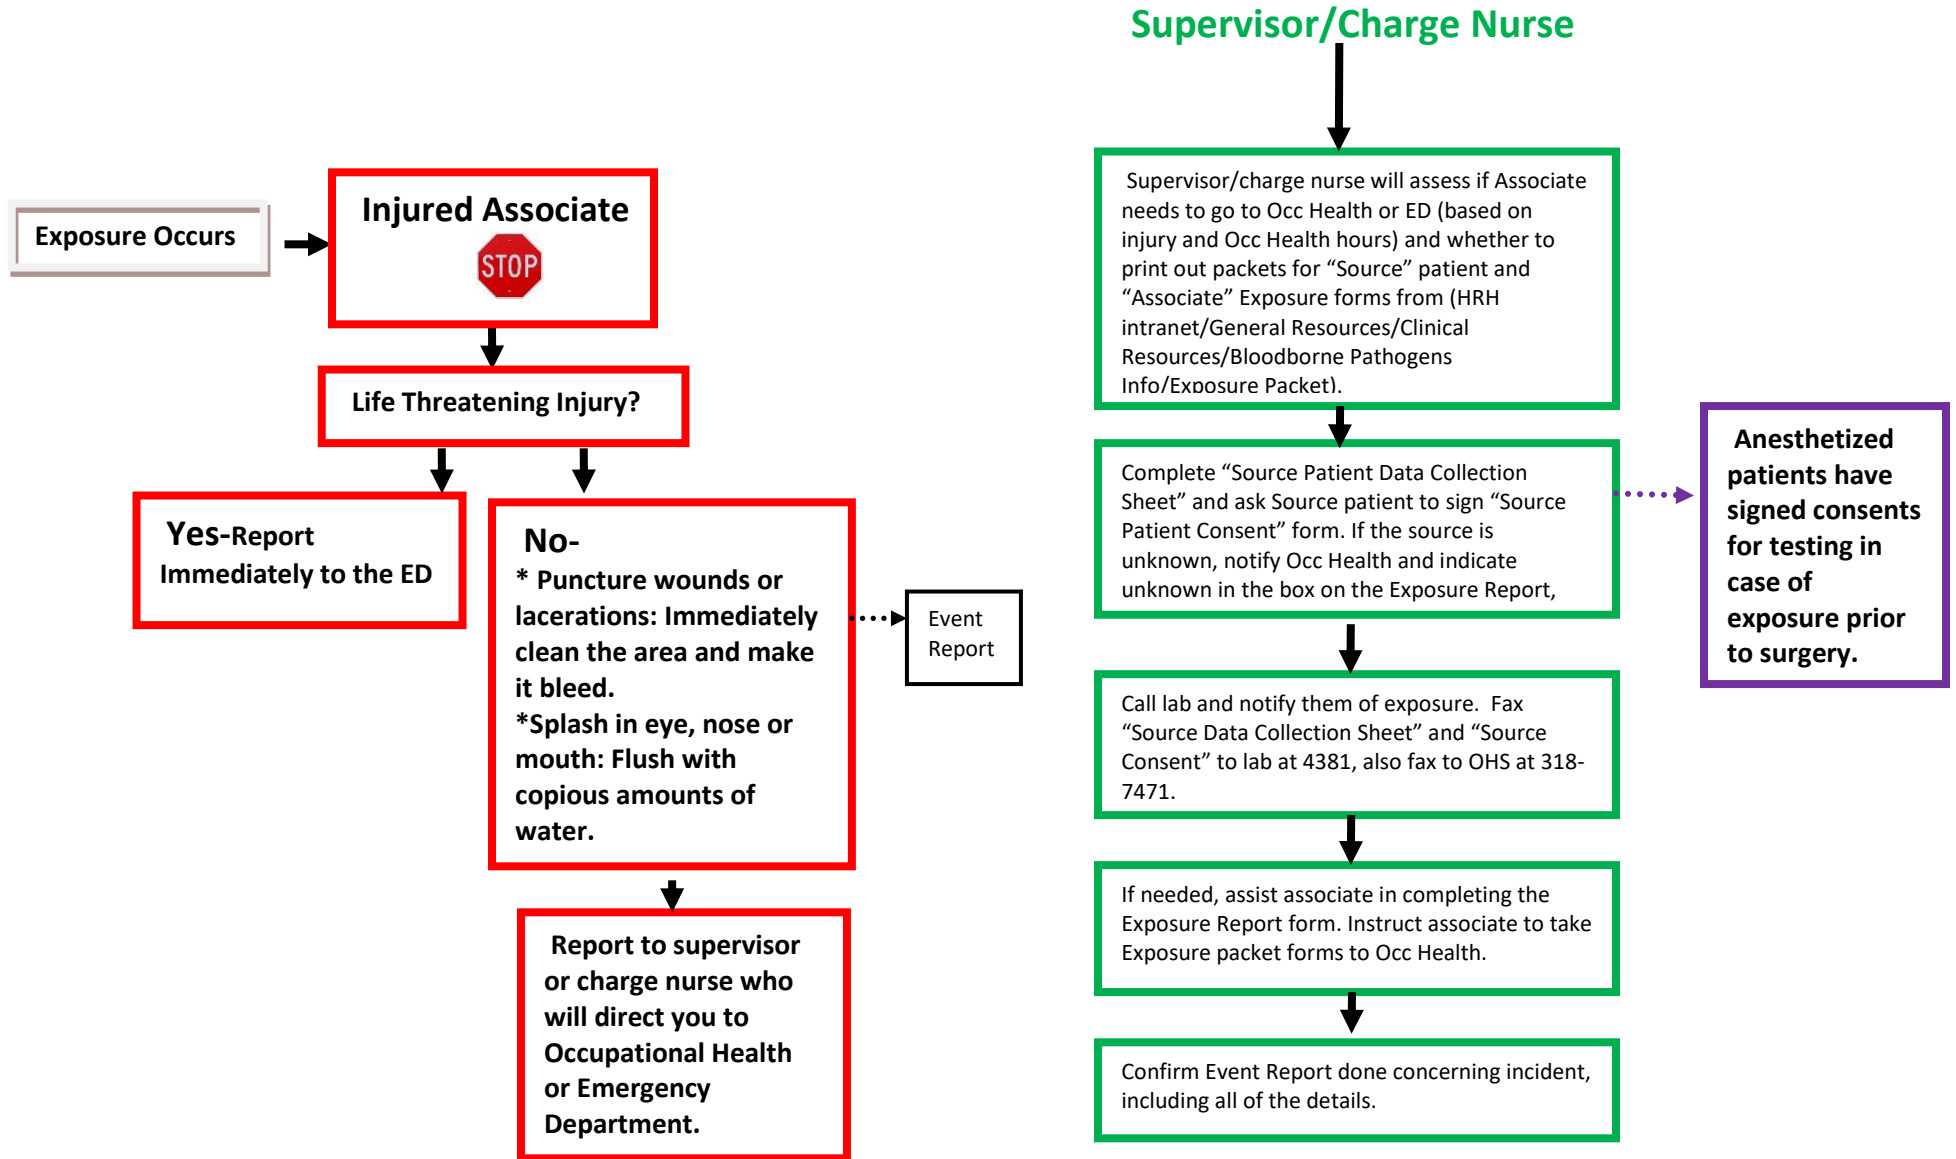 Supervisor/Charge Nurse
Exposure Occurs
Injured Associate
STOP
Life Threatening Injury?
Yes-Report
Immediately to the ED
No-
* Puncture wounds or
lacerations: Immediately
clean the area and make
it bleed.
*Splash in eye, nose or
mouth: Flush with
copious amounts of
water.
Event
Report
Report to supervisor
or charge nurse who
will direct you to
Occupational Health
or Emergency
Department.
Supervisor/charge nurse will assess if Associate
needs to go to Occ Health or ED (based on
injury and Occ Health hours) and whether to
print out packets for “Source” patient and
“Associate” Exposure forms from (HRH
intranet/General Resources/Clinical
Resources/Bloodborne Pathogens
Info/Exposure Packet).
Complete “Source Patient Data Collection
Sheet” and ask Source patient to sign “Source
Patient Consent” form. If the source is
unknown, notify Occ Health and indicate
unknown in the box on the Exposure Report,
Anesthetized
patients have
signed consents
for testing in
case of
exposure prior
to surgery.
Call lab and notify them of exposure.  Fax
“Source Data Collection Sheet” and “Source
Consent” to lab at 4381, also fax to OHS at 318-
7471.
If needed, assist associate in completing the
Exposure Report form. Instruct associate to take
Exposure packet forms to Occ Health.
Confirm Event Report done concerning incident,
including all of the details.